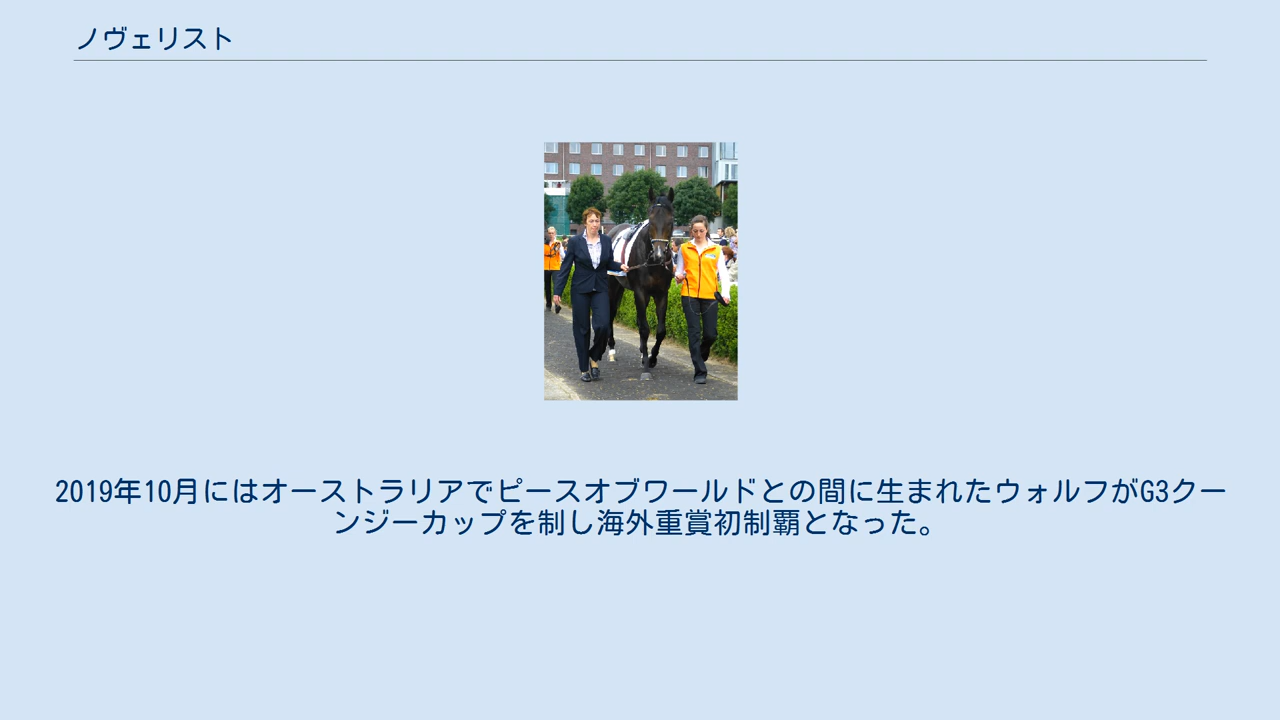 ノヴェリスト
2019年10月にはオーストラリアでピースオブワールドとの間に生まれたウォルフがG3クー
ンジーカップを制し海外重賞初制覇となった。